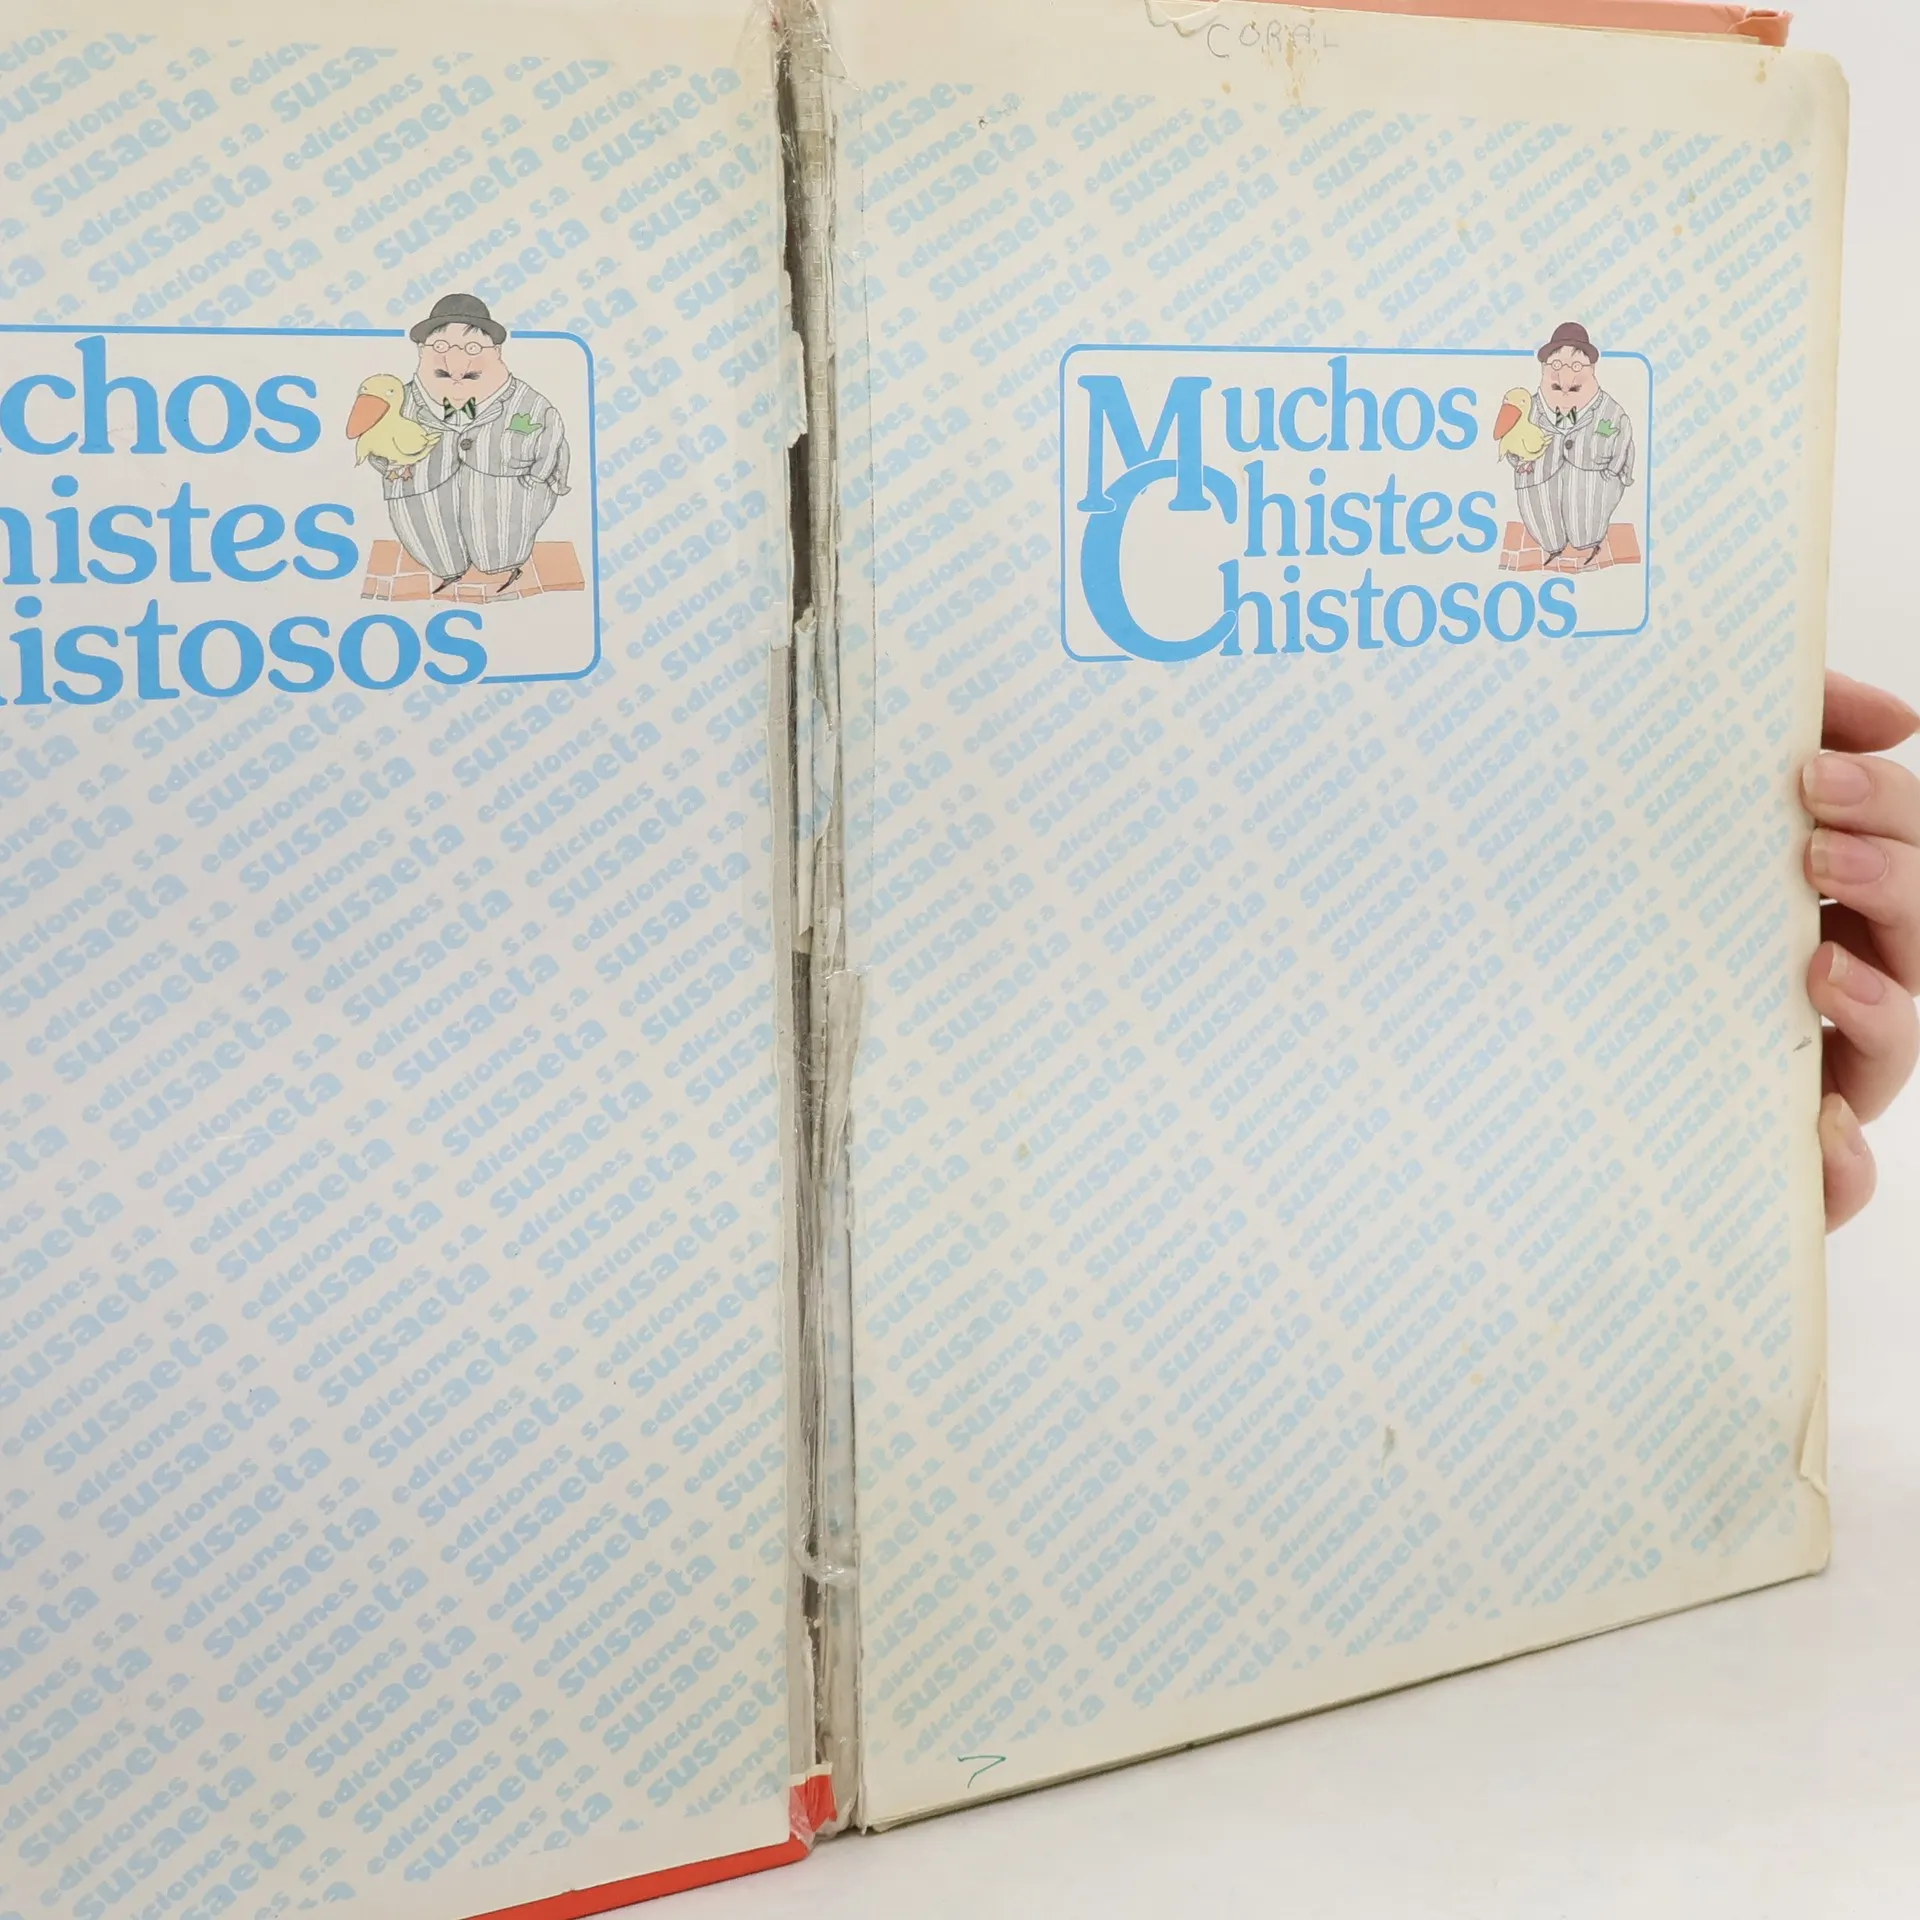 CORAL
uchos
histes
histosos
Muchos
Chistes
Chistosos
ediciones s.a.
susaeta